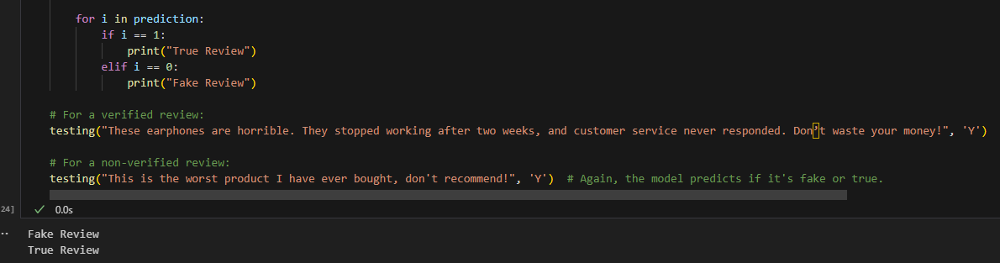 for i in prediction:
if i == 1:
print("True Review")
elif i == 0:
print("Fake Review")
# For a verified review:
testing("These earphones are horrible. They stopped working after two weeks, and customer service never responded. Don’t waste your money!", 'Y')
# For a non-verified review:
testing("This is the worst product I have ever bought, don't recommend!", 'Y')  # Again, the model predicts if it's fake or true.
24]
✓ 0.0s
··
Fake Review
True Review